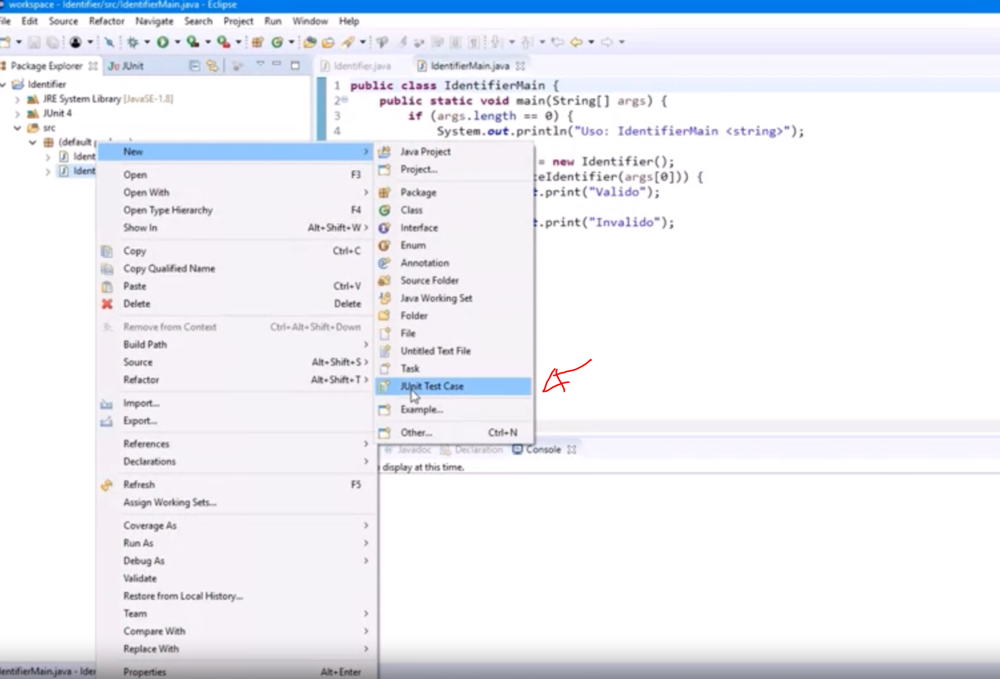 workspace - Identifier/src/IdentifierMain.java - Eclipse
File Edit Source Refactor Navigate Search Project Run Window Help
Package Explorer
JUnit
Identifier
JRE System Library [JavaSE-1.8]
JUnit 4
src
(default
Ident
Ident
Identifier.java
IdentifierMain.java
1 public class IdentifierMain {
2 public static void main(String[] args) {
3 if (args.length == 0) {
4 System.out.println("Uso: IdentifierMain <string>");
= new Identifier();
eIdentifier(args[0])) {
.print("Valido");
.print("Invalido");
New
Open F3
Open With
Open Type Hierarchy F4
Show In Alt+Shift+W
Copy Ctrl+C
Copy Qualified Name
Paste Ctrl+V
Delete Delete
Remove from Context Ctrl+Alt+Shift+Down
Build Path
Source Alt+Shift+S
Refactor Alt+Shift+T
Import...
Export...
References
Declarations
Refresh F5
Assign Working Sets...
Coverage As
Run As
Debug As
Validate
Restore from Local History...
Team
Compare With
Replace With
Properties Alt+Enter
Java Project
Project...
Package
Class
Interface
Enum
Annotation
Source Folder
Java Working Set
Folder
File
Untitled Text File
Task
JUnit Test Case
Example...
Other... Ctrl+N
Javadoc
Declaration
Console
display at this time.
entifierMain.java - Iden